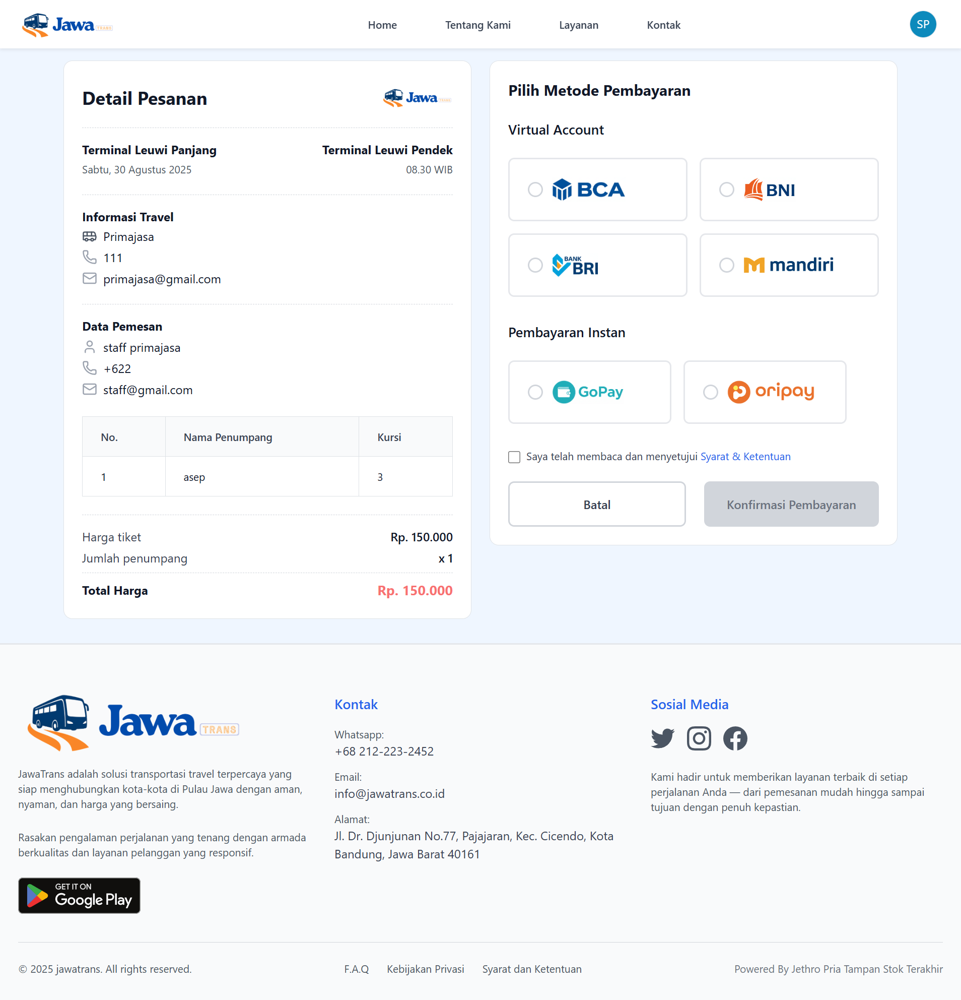 Jawa TRANS
Home Tentang Kami Layanan Kontak
SP
Detail Pesanan
Jawa TRANS
Terminal Leuwi Panjang Terminal Leuwi Pendek
Sabtu, 30 Agustus 2025 08.30 WIB
Informasi Travel
Primajasa
111
primajasa@gmail.com
Data Pemesan
staff primajasa
+622
staff@gmail.com
No. Nama Penumpang Kursi
1 asep 3
Harga tiket Rp. 150.000
Jumlah penumpang x 1
Total Harga Rp. 150.000
Pilih Metode Pembayaran
Virtual Account
BCA BNI
BANK
BRI mandiri
Pembayaran Instan
GoPay oripay
Saya telah membaca dan menyetujui Syarat & Ketentuan
Batal Konfirmasi Pembayaran
Jawa TRANS
JawaTrans adalah solusi transportasi travel terpercaya yang
siap menghubungkan kota-kota di Pulau Jawa dengan aman,
nyaman, dan harga yang bersaing.
Rasakan pengalaman perjalanan yang tenang dengan armada
berkualitas dan layanan pelanggan yang responsif.
GET IT ON
Google Play
Kontak
Whatsapp:
+68 212-223-2452
Email:
info@jawatrans.co.id
Alamat:
Jl. Dr. Djunjunan No.77, Pajajaran, Kec. Cicendo, Kota
Bandung, Jawa Barat 40161
Sosial Media
Kami hadir untuk memberikan layanan terbaik di setiap
perjalanan Anda — dari pemesanan mudah hingga sampai
tujuan dengan penuh kepastian.
© 2025 jawatrans. All rights reserved.
F.A.Q Kebijakan Privasi Syarat dan Ketentuan
Powered By Jethro Pria Tampan Stok Terakhir